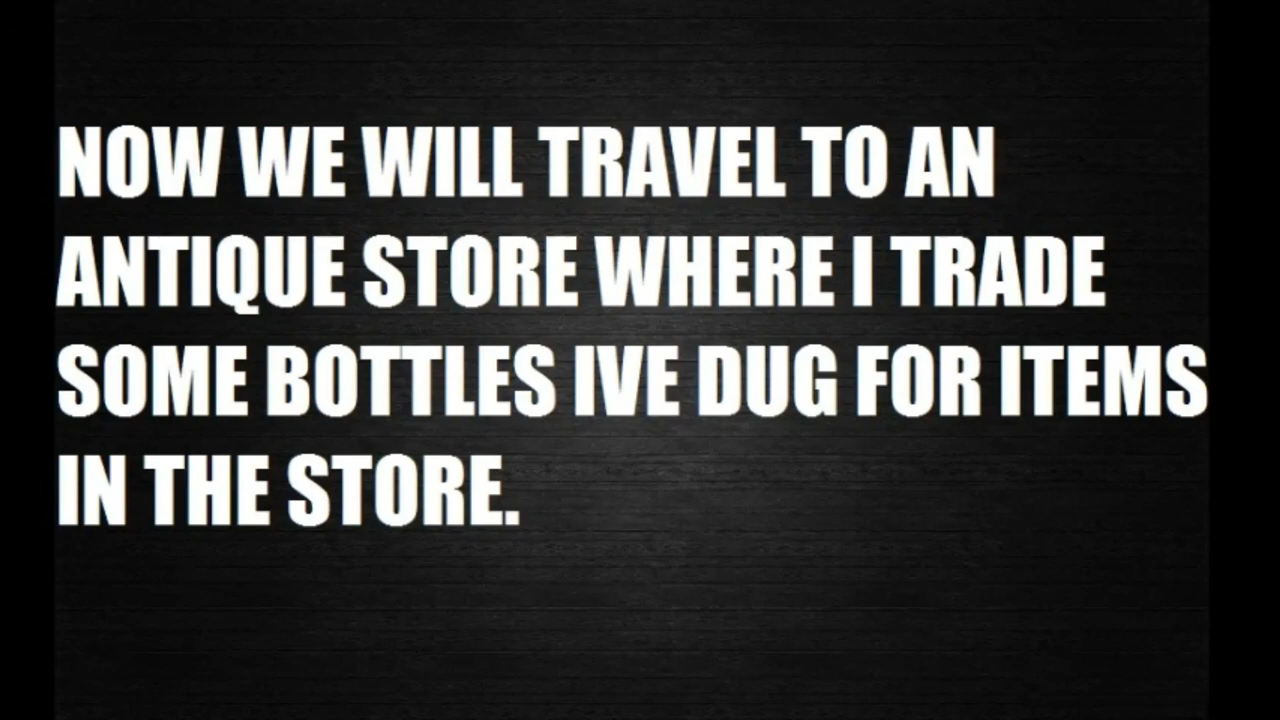 NOW WE WILL TRAVEL TO AN
ANTIQUE STORE WHERE I TRADE
SOME BOTTLES IVE DUG FOR ITEMS
IN THE STORE.